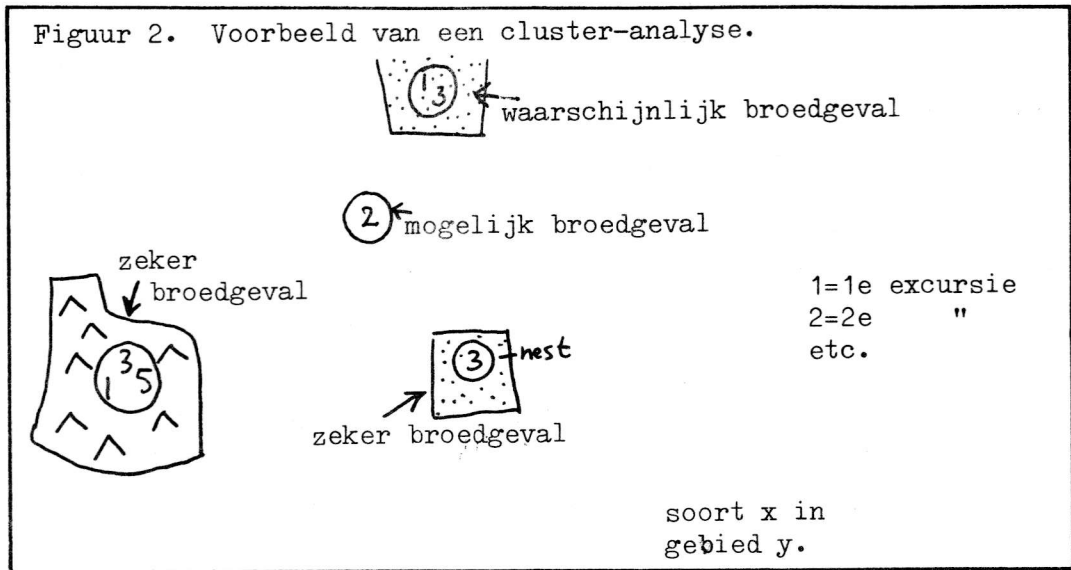 Figuur 2. Voorbeeld van een cluster-analyse.
1 3
waarschijnlijk broedgeval
2
mogelijk broedgeval
zeker
broedgeval
1=1e excursie
2=2e "
etc.
1 3 5
3
nest
zeker broedgeval
soort x in
gebied y.